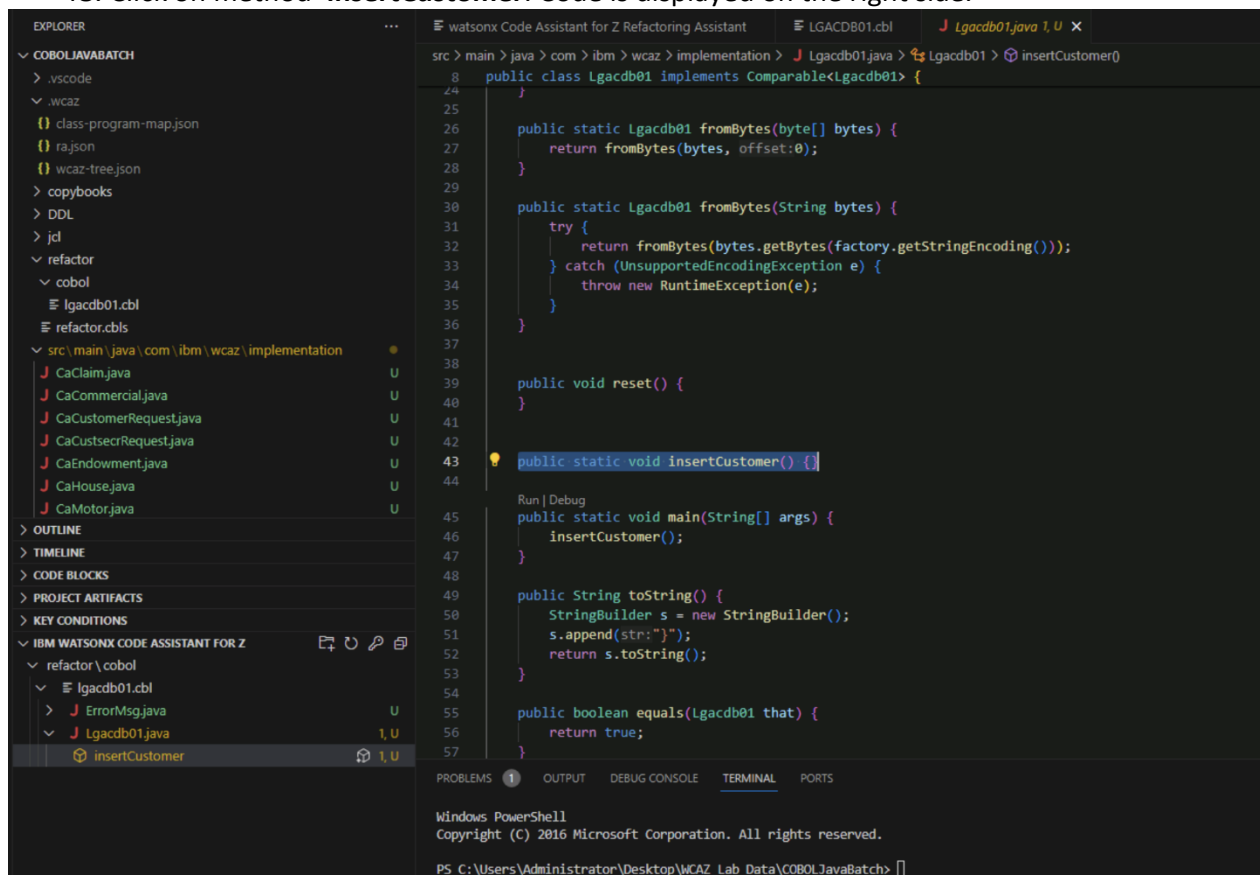 EXPLORER
···
COBOLJAVABATCH
.vscode
.wcaz
{} class-program-map.json
{} ra.json
{} wcaz-tree.json
copybooks
DDL
jcl
refactor
cobol
lgacdb01.cbl
refactor.cbls
src\main\java\com\ibm\wcaz\implementation
J CaClaim.java U
J CaCommercial.java U
J CaCustomerRequest.java U
J CaCustsecrRequest.java U
J CaEndowment.java U
J CaHouse.java U
J CaMotor.java U
OUTLINE
TIMELINE
CODE BLOCKS
PROJECT ARTIFACTS
KEY CONDITIONS
IBM WATSONX CODE ASSISTANT FOR Z
refactor\cobol
lgacdb01.cbl
J ErrorMsg.java U
J Lgacdb01.java 1, U
insertCustomer 1, U
watsonx Code Assistant for Z Refactoring Assistant LGACDB01.cbl J Lgacdb01.java 1, U
src > main > java > com > ibm > wcaz > implementation > J Lgacdb01.java > Lgacdb01 > insertCustomer()
8 public class Lgacdb01 implements Comparable<Lgacdb01> {
24 }
25
26 public static Lgacdb01 fromBytes(byte[] bytes) {
27 return fromBytes(bytes, offset:0);
28 }
29
30 public static Lgacdb01 fromBytes(String bytes) {
31 try {
32 return fromBytes(bytes.getBytes(factory.getStringEncoding()));
33 } catch (UnsupportedEncodingException e) {
34 throw new RuntimeException(e);
35 }
36 }
37
38
39 public void reset() {
40 }
41
42
43 public static void insertCustomer() {}
44
Run | Debug
45 public static void main(String[] args) {
46 insertCustomer();
47 }
48
49 public String toString() {
50 StringBuilder s = new StringBuilder();
51 s.append(str:"}");
52 return s.toString();
53 }
54
55 public boolean equals(Lgacdb01 that) {
56 return true;
57 }
PROBLEMS 1 OUTPUT DEBUG CONSOLE TERMINAL PORTS
Windows PowerShell
Copyright (C) 2016 Microsoft Corporation. All rights reserved.
PS C:\Users\Administrator\Desktop\WCAZ Lab Data\COBOLJavaBatch>